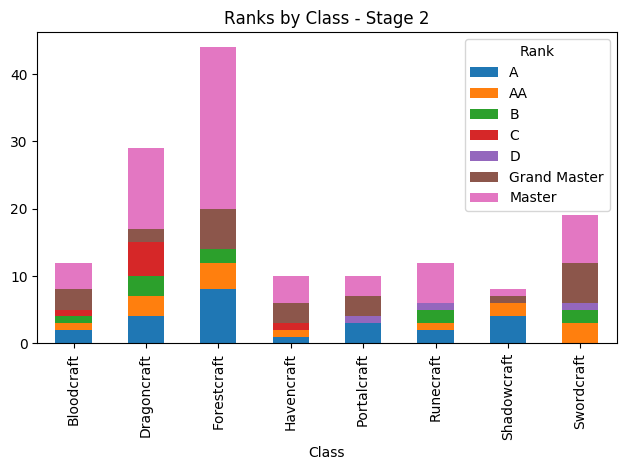 Ranks by Class - Stage 2
Rank
A
AA
B
C
D
Grand Master
Master
40
30
20
10
0
Bloodcraft
Dragoncraft
Forestcraft
Havencraft
Portalcraft
Runecraft
Shadowcraft
Swordcraft
Class